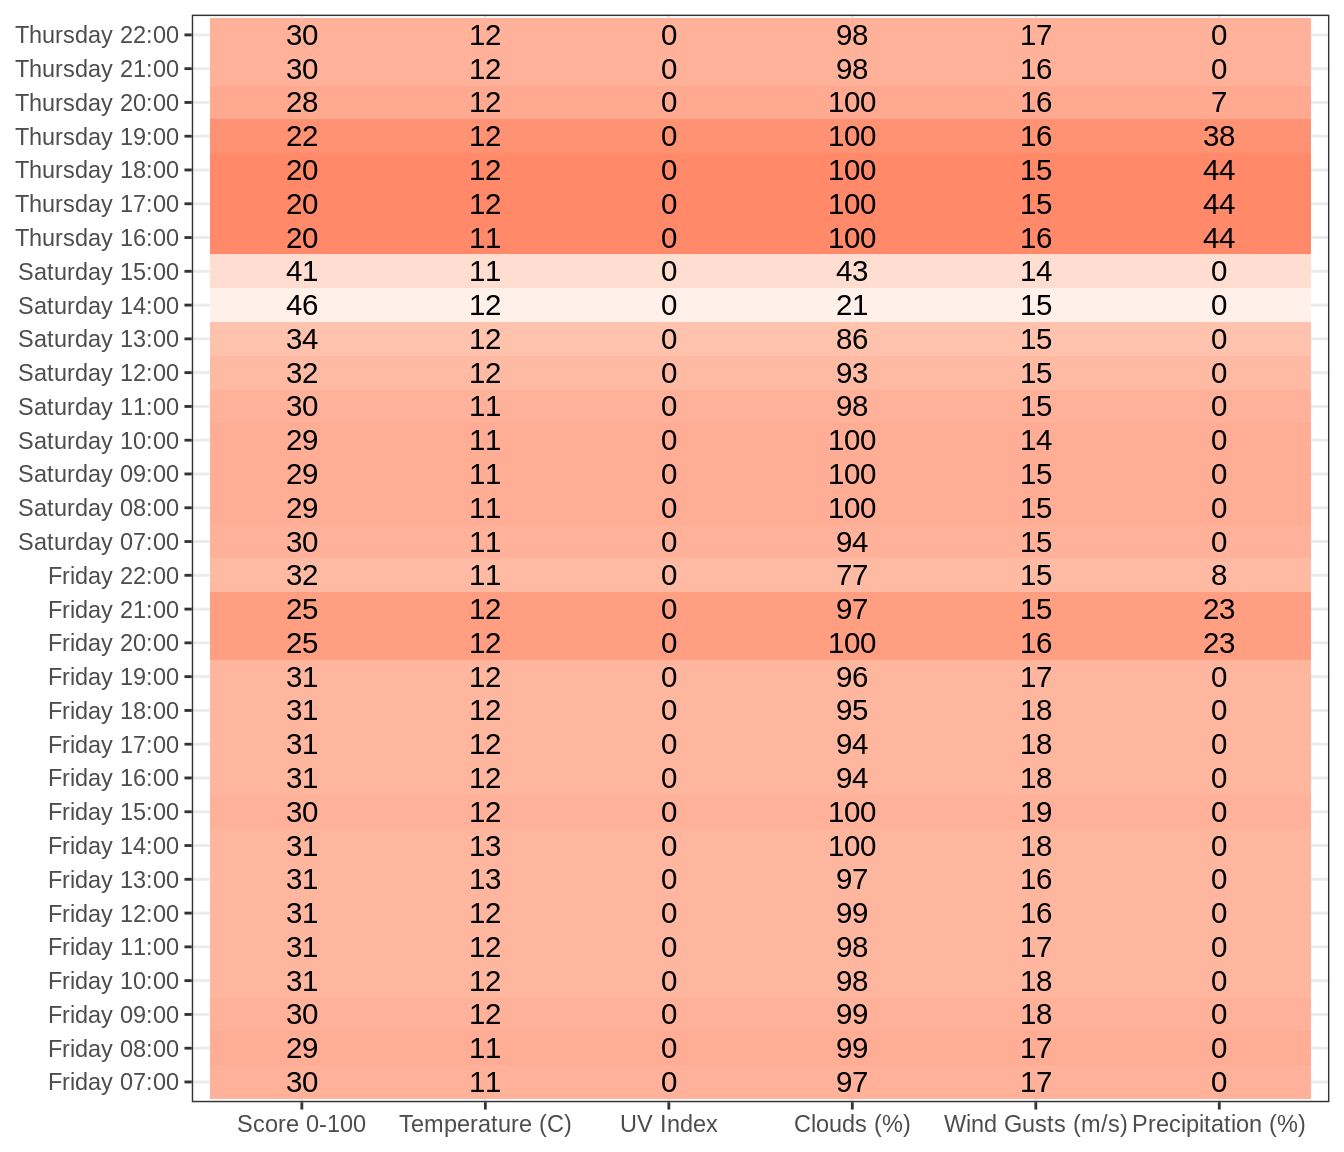 Thursday 22:00 30 12 0 98 17 0
Thursday 21:00 30 12 0 98 16 0
Thursday 20:00 28 12 0 100 16 7
Thursday 19:00 22 12 0 100 16 38
Thursday 18:00 20 12 0 100 15 44
Thursday 17:00 20 12 0 100 15 44
Thursday 16:00 20 11 0 100 16 44
Saturday 15:00 41 11 0 43 14 0
Saturday 14:00 46 12 0 21 15 0
Saturday 13:00 34 12 0 86 15 0
Saturday 12:00 32 12 0 93 15 0
Saturday 11:00 30 11 0 98 15 0
Saturday 10:00 29 11 0 100 14 0
Saturday 09:00 29 11 0 100 15 0
Saturday 08:00 29 11 0 100 15 0
Saturday 07:00 30 11 0 94 15 0
Friday 22:00 32 11 0 77 15 8
Friday 21:00 25 12 0 97 15 23
Friday 20:00 25 12 0 100 16 23
Friday 19:00 31 12 0 96 17 0
Friday 18:00 31 12 0 95 18 0
Friday 17:00 31 12 0 94 18 0
Friday 16:00 31 12 0 94 18 0
Friday 15:00 30 12 0 100 19 0
Friday 14:00 31 13 0 100 18 0
Friday 13:00 31 13 0 97 16 0
Friday 12:00 31 12 0 99 16 0
Friday 11:00 31 12 0 98 17 0
Friday 10:00 31 12 0 98 18 0
Friday 09:00 30 12 0 99 18 0
Friday 08:00 29 11 0 99 17 0
Friday 07:00 30 11 0 97 17 0
Score 0-100 Temperature (C) UV Index Clouds (%) Wind Gusts (m/s) Precipitation (%)